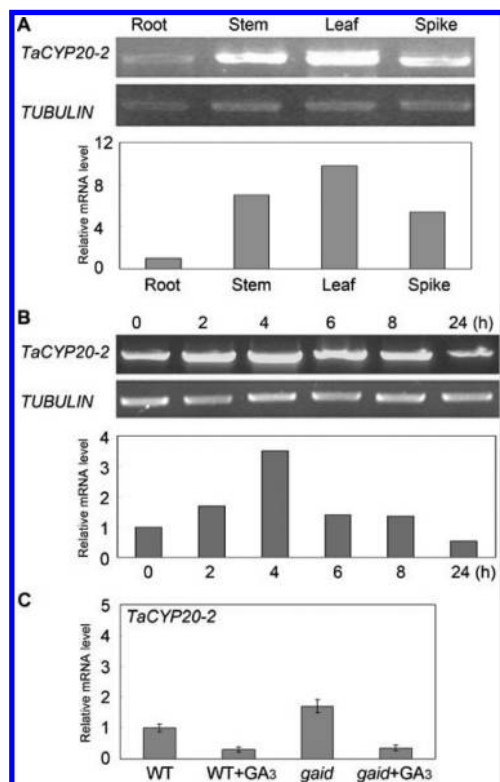 A
Root Stem Leaf Spike
TaCYP20-2
TUBULIN
Relative mRNA level
12
8
4
0
Root Stem Leaf Spike
B
0 2 4 6 8 24 (h)
TaCYP20-2
TUBULIN
Relative mRNA level
4
3
2
1
0
0 2 4 6 8 24 (h)
C
TaCYP20-2
Relative mRNA level
5
4
3
2
1
0
WT WT+GA₃ gaid gaid+GA₃